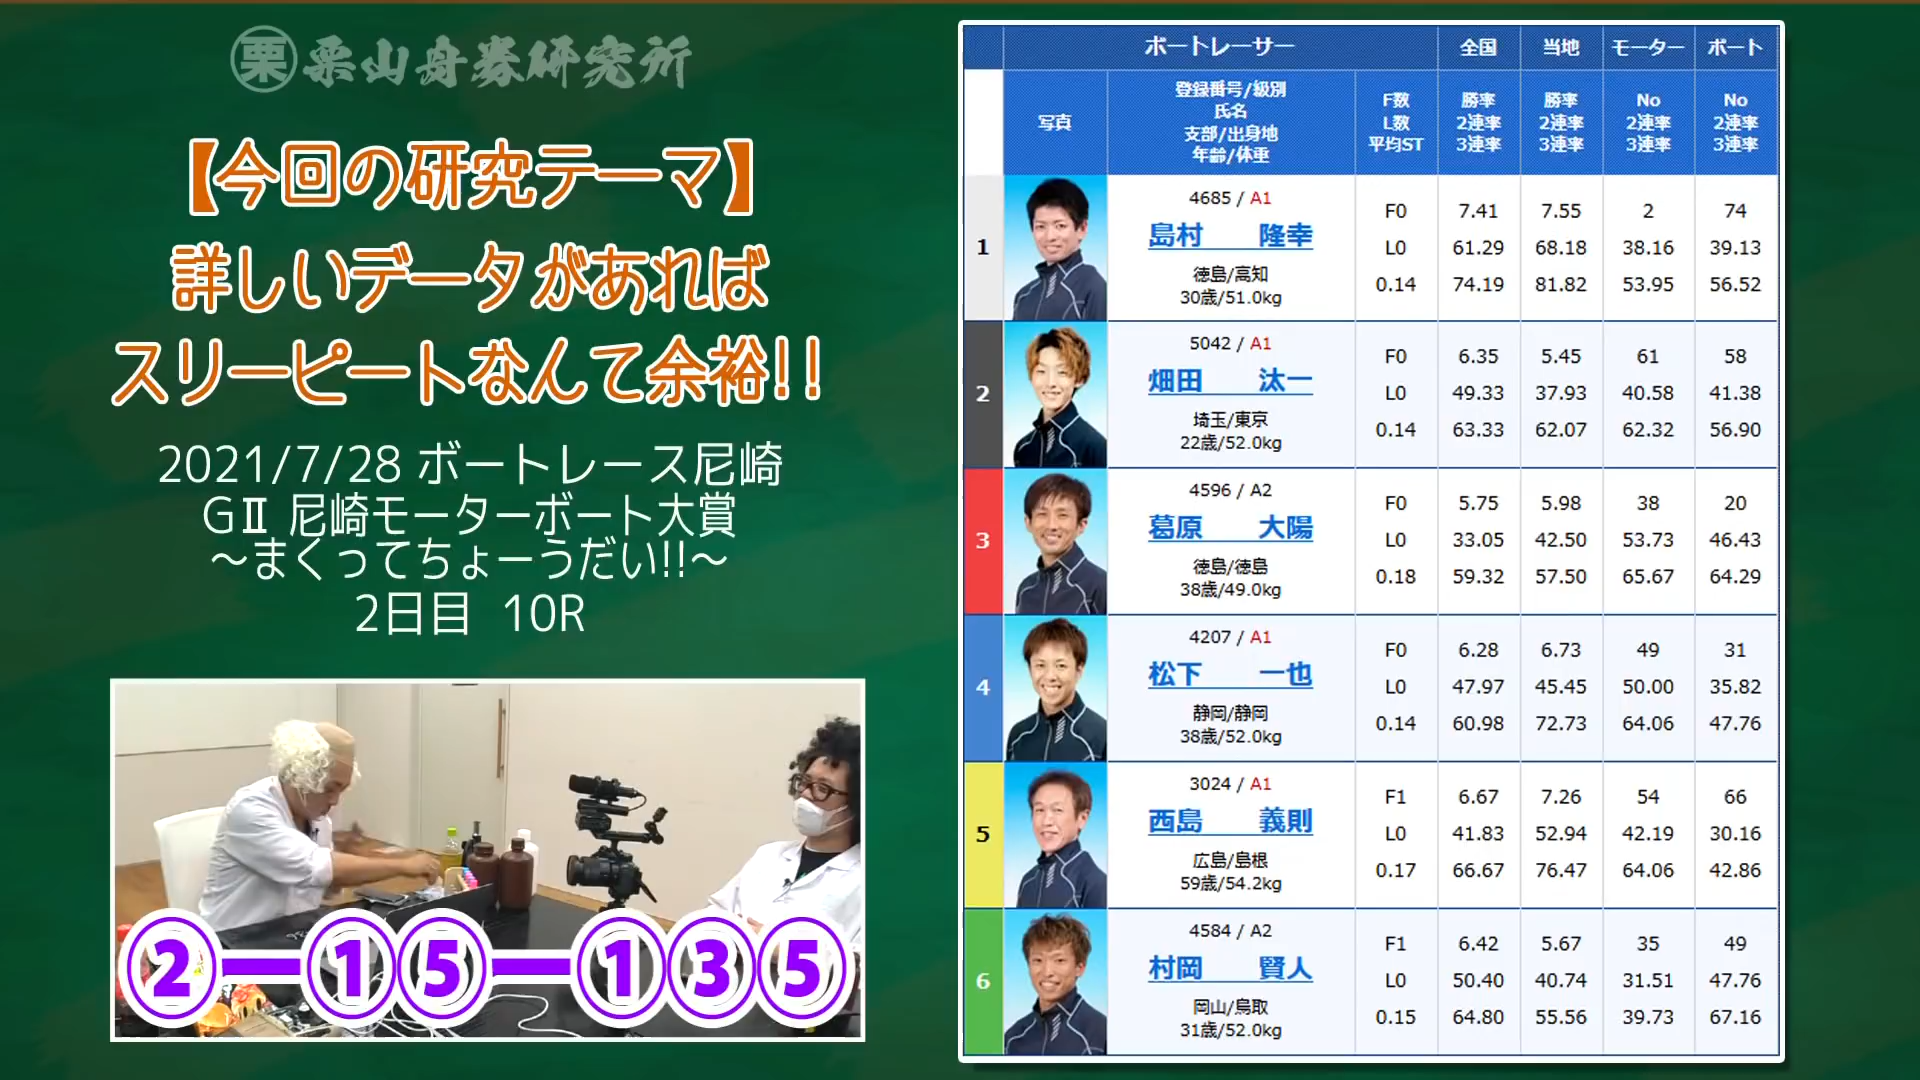 栗 栗山舟券研究所
【今回の研究テーマ】
詳しいデータがあれば
スリーピートなんて余裕!!
2021/7/28 ボートレース尼崎
GⅡ 尼崎モーターボート大賞
～まくってちょーうだい!!～
2日目 10R
②ー①⑤ー①③⑤
ボートレーサー 全国 当地 モーター ボート
写真
登録番号/級別
氏名
支部/出身地
年齢/体重
F数
L数
平均ST
勝率
2連率
3連率
勝率
2連率
3連率
No
2連率
3連率
No
2連率
3連率
1
4685 / A1
島村 隆幸
徳島/高知
30歳/51.0kg
F0 7.41 7.55 2 74
L0 61.29 68.18 38.16 39.13
0.14 74.19 81.82 53.95 56.52
2
5042 / A1
畑田 汰一
埼玉/東京
22歳/52.0kg
F0 6.35 5.45 61 58
L0 49.33 37.93 40.58 41.38
0.14 63.33 62.07 62.32 56.90
3
4596 / A2
葛原 大陽
徳島/徳島
38歳/49.0kg
F0 5.75 5.98 38 20
L0 33.05 42.50 53.73 46.43
0.18 59.32 57.50 65.67 64.29
4
4207 / A1
松下 一也
静岡/静岡
38歳/52.0kg
F0 6.28 6.73 49 31
L0 47.97 45.45 50.00 35.82
0.14 60.98 72.73 64.06 47.76
5
3024 / A1
西島 義則
広島/島根
59歳/54.2kg
F1 6.67 7.26 54 66
L0 41.83 52.94 42.19 30.16
0.17 66.67 76.47 64.06 42.86
6
4584 / A2
村岡 賢人
岡山/鳥取
31歳/52.0kg
F1 6.42 5.67 35 49
L0 50.40 40.74 31.51 47.76
0.15 64.80 55.56 39.73 67.16